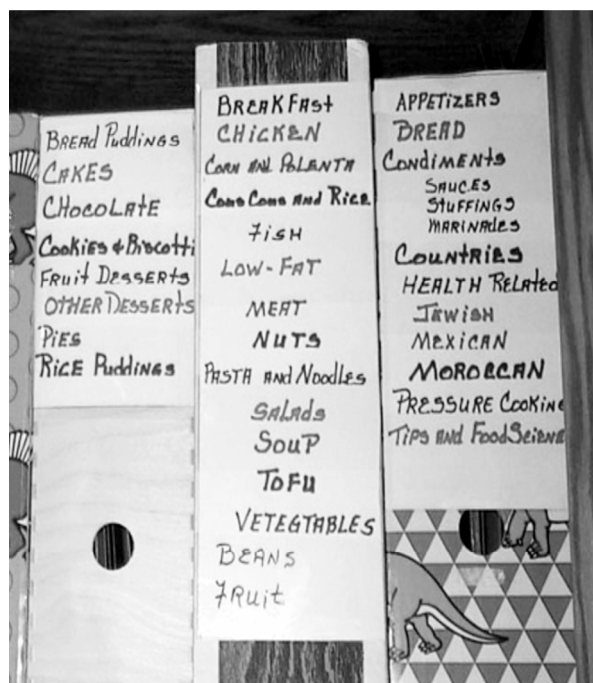 BREAD PuddiNGS
CAKES
CHOCOLATE
Cookies & Biscotti
FRuit DESSERTS
OTHER DESSERTS
PiES
RiCE PuddiNGS
BREAKFAST
CHiCKEN
CORN ANd POLENTA
Cous Cous ANd RiCE
FiSH
LOW-FAT
MEAT
NUTS
PASTA ANd NoodLES
SALAdS
SOUP
TOFU
VETEGTABLES
BEANS
FRuit
APPETiZERS
BREAD
CONDiMENTS
SAUCES
STUFFiNGS
MARiNAdES
COUNTRiES
HEALTH RELATEd
JEWiSH
MEXiCAN
MOROCCAN
PRESSURE COOKiN
TiPS ANd Food Scien